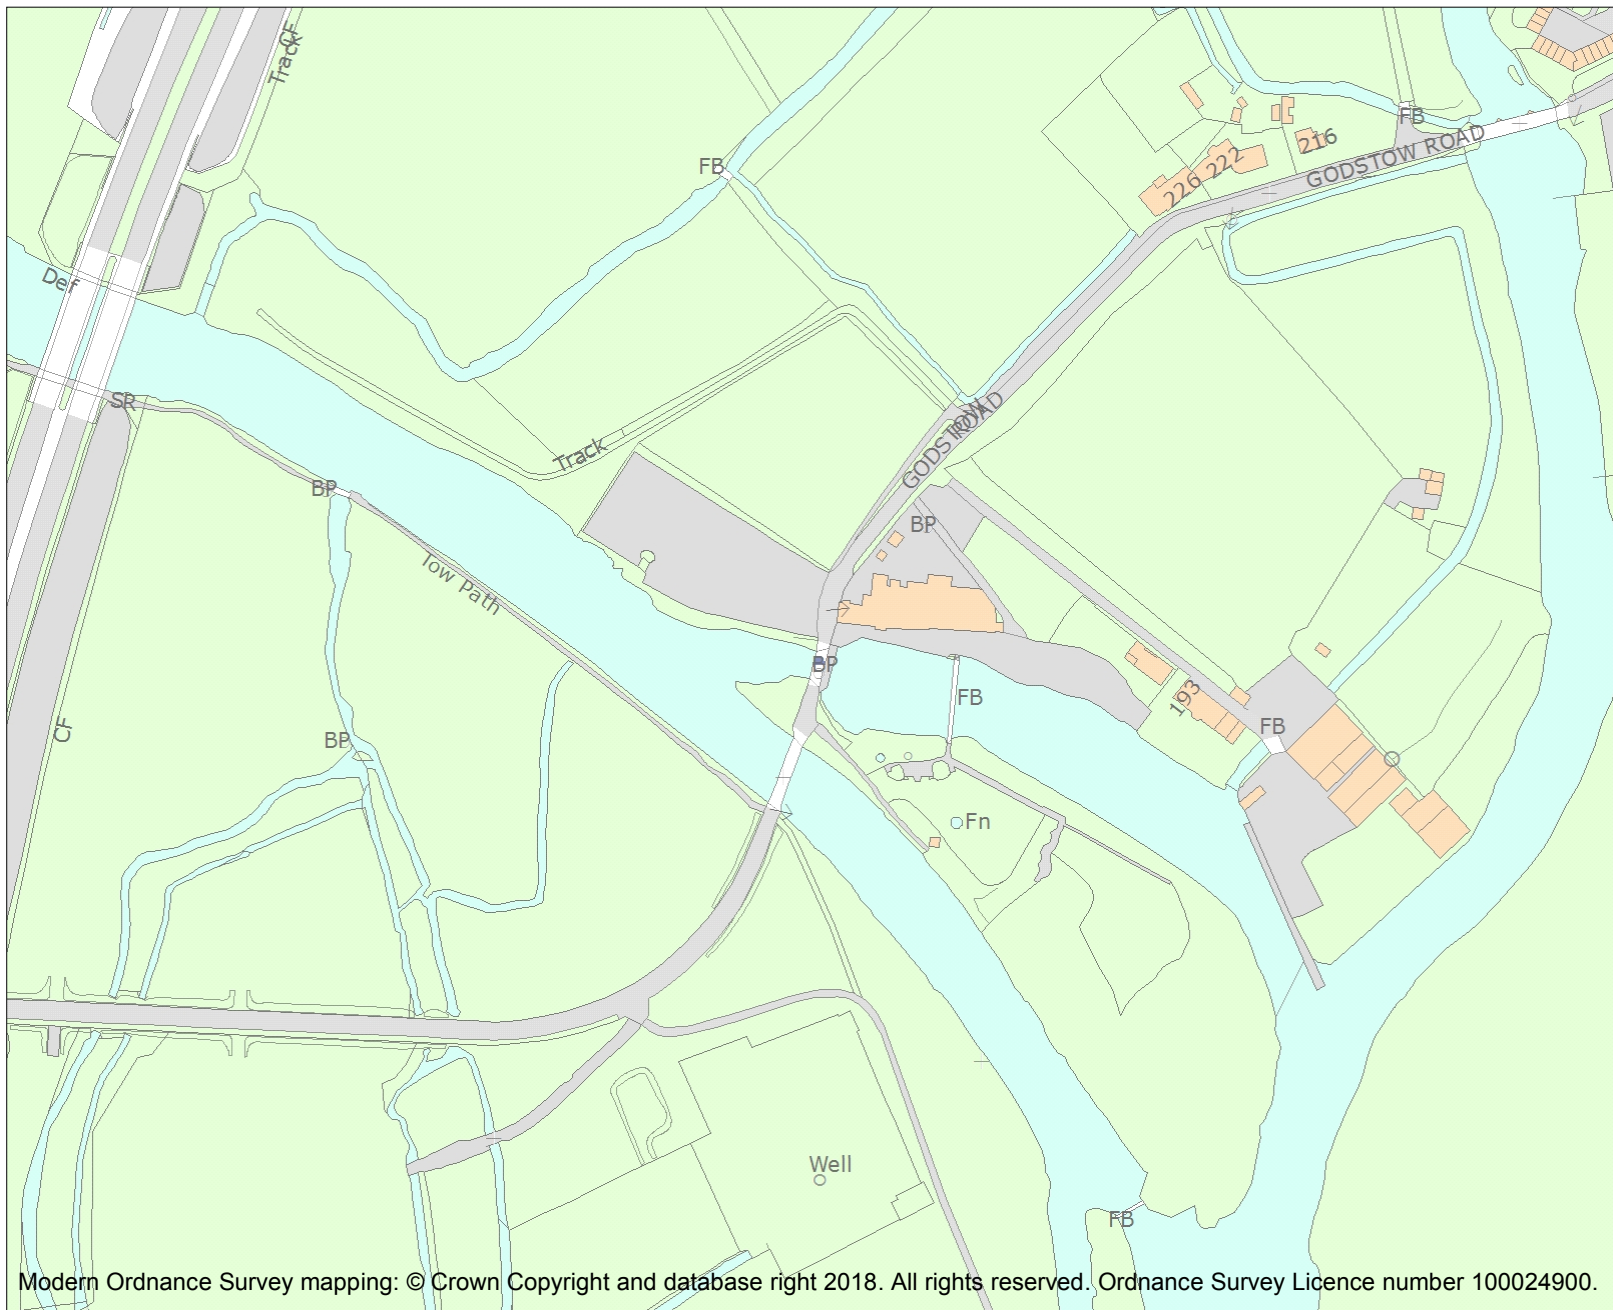 CF
Track
FB
FB
216
GODSTOW ROAD
226 222
Def
SR
GODSTOW ROAD
Track
BP
BP
Tow Path
BP
FB
193
FB
CF
BP
Fn
Well
FB
Modern Ordnance Survey mapping: © Crown Copyright and database right 2018. All rights reserved. Ordnance Survey Licence number 100024900.